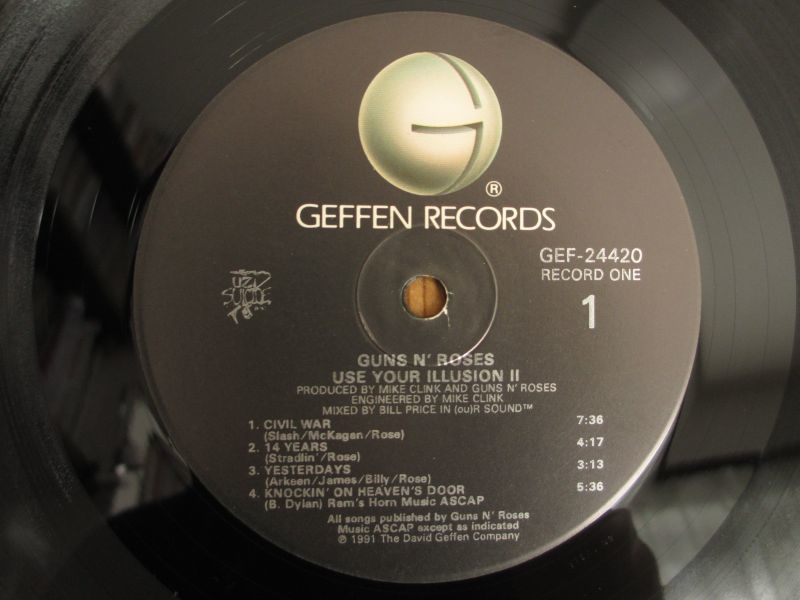 ®
GEFFEN RECORDS
GEF-24420
RECORD ONE
1
UZI
SUICIDE
GUNS N' ROSES
USE YOUR ILLUSION II
PRODUCED BY MIKE CLINK AND GUNS N' ROSES
ENGINEERED BY MIKE CLINK
MIXED BY BILL PRICE IN (ou)R SOUND™
1. CIVIL WAR 7:36
(Slash/McKagan/Rose)
2. 14 YEARS 4:17
(Stradlin'/Rose)
3. YESTERDAYS 3:13
(Arkeen/James/Billy/Rose)
4. KNOCKIN' ON HEAVEN'S DOOR 5:36
(B. Dylan) Ram's Horn Music ASCAP
All songs published by Guns N' Roses
Music ASCAP except as indicated
℗ 1991 The David Geffen Company